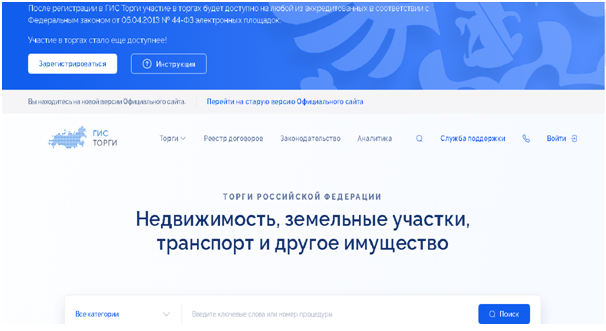 После регистрации в ГИС Торги участие в торгах будет доступно на любой из аккредитованных в соответствии с
Федеральным законом от 05.04.2013 № 44-ФЗ электронных площадок.
Участие в торгах стало еще доступнее!
Зарегистрироваться
Инструкция
Вы находитесь на новой версии Официального сайта.
Перейти на старую версию Официального сайта
ГИС
ТОРГИ
Торги
Реестр договоров
Законодательство
Аналитика
Служба поддержки
Войти
ТОРГИ РОССИЙСКОЙ ФЕДЕРАЦИИ
Недвижимость, земельные участки,
транспорт и другое имущество
Все категории
Введите ключевые слова или номер процедуры
Поиск